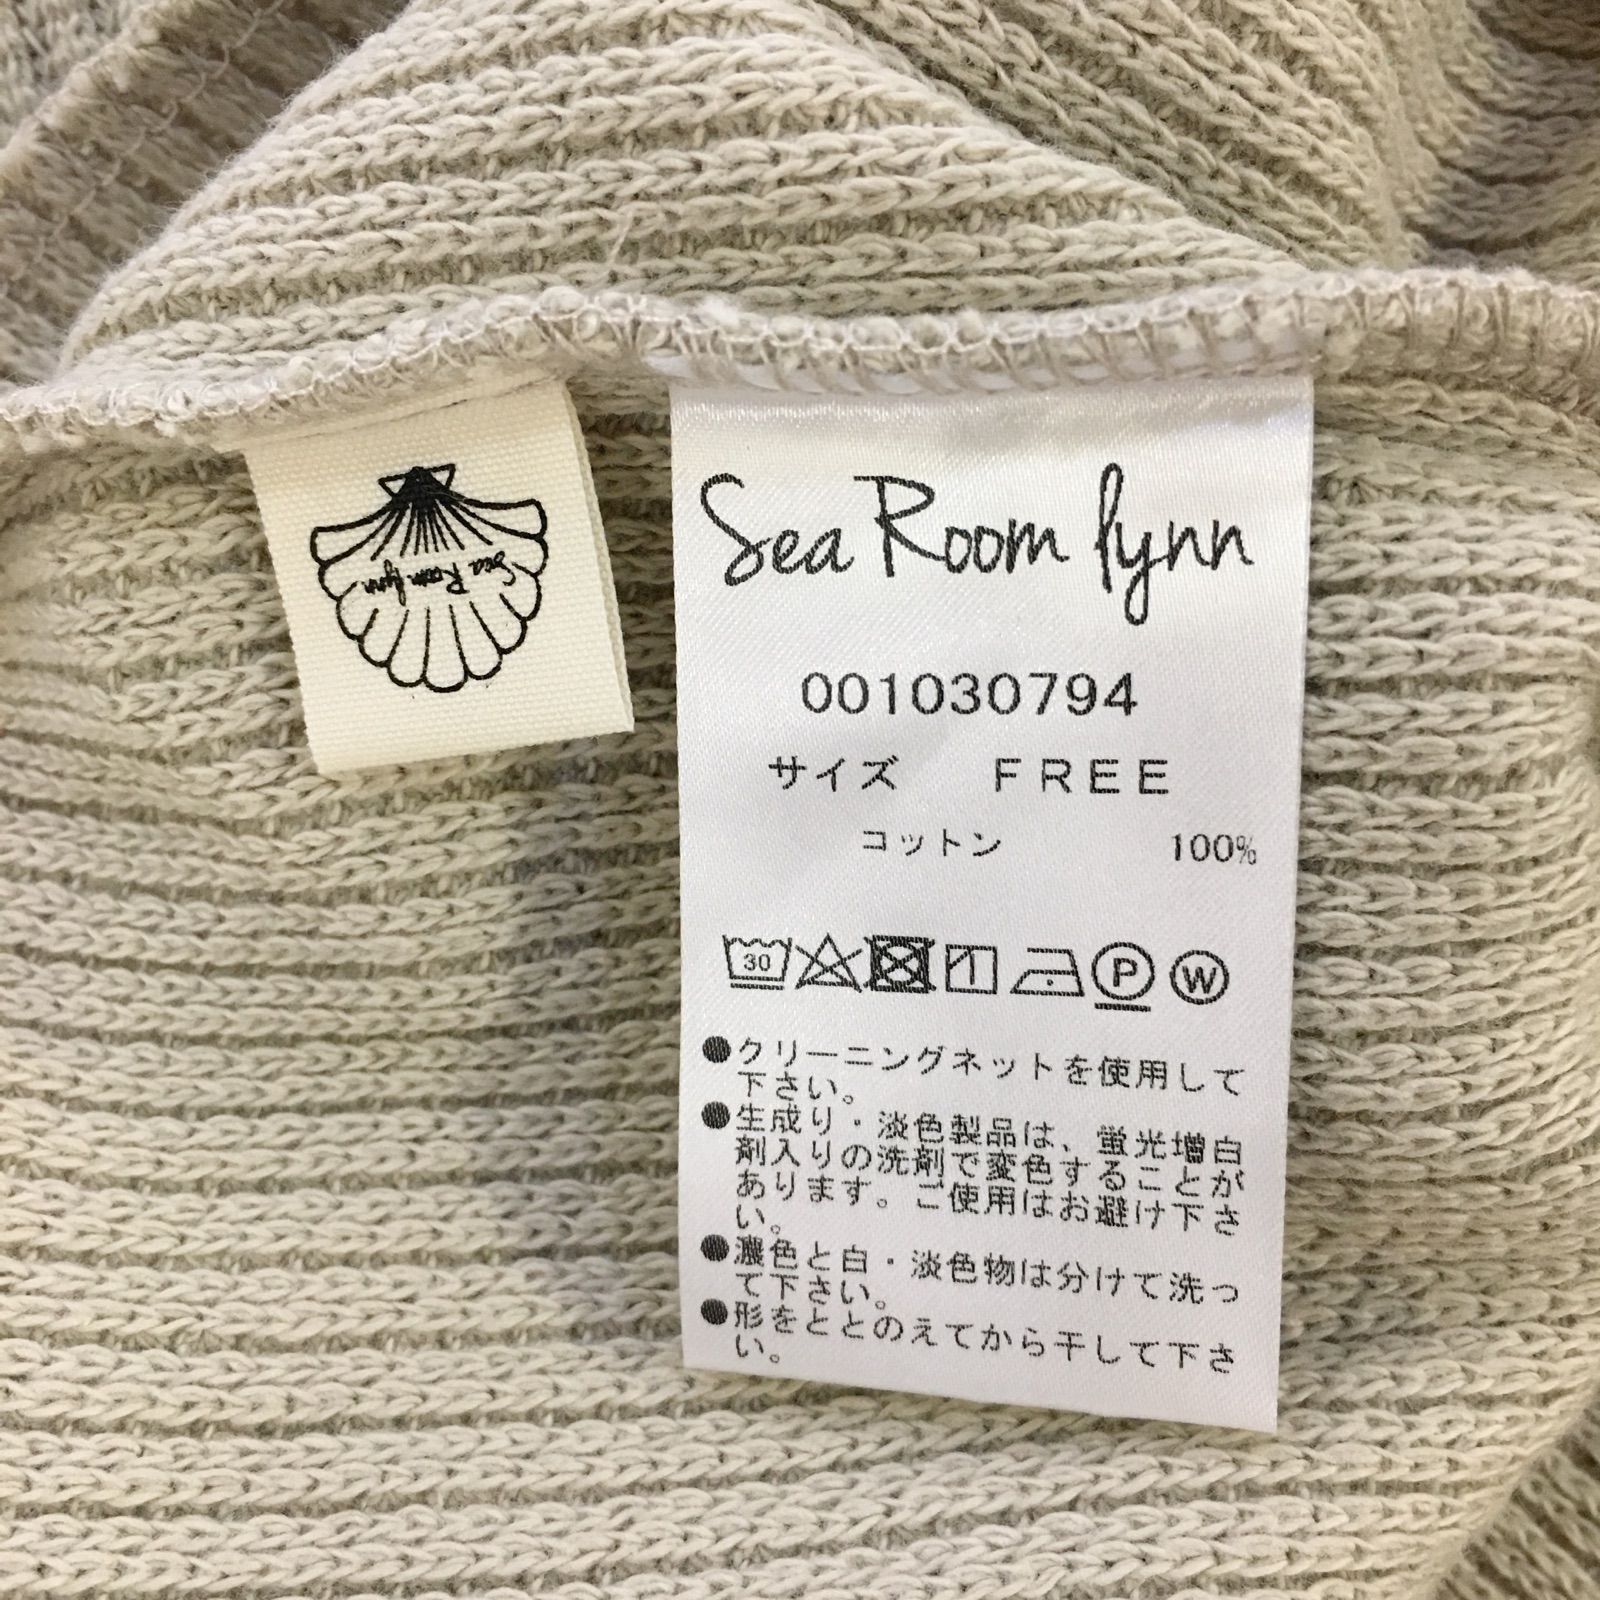 Sea Room lynn
Sea Room lynn
001030794
サイズ FREE
コットン 100%
30 P W
●クリーニングネットを使用して
下さい。
●生成り・淡色製品は、蛍光増白
剤入りの洗剤で変色することが
あります。ご使用はお避け下さ
い。
●濃色と白・淡色物は分けて洗っ
て下さい。
●形をととのえてから干して下さ
い。